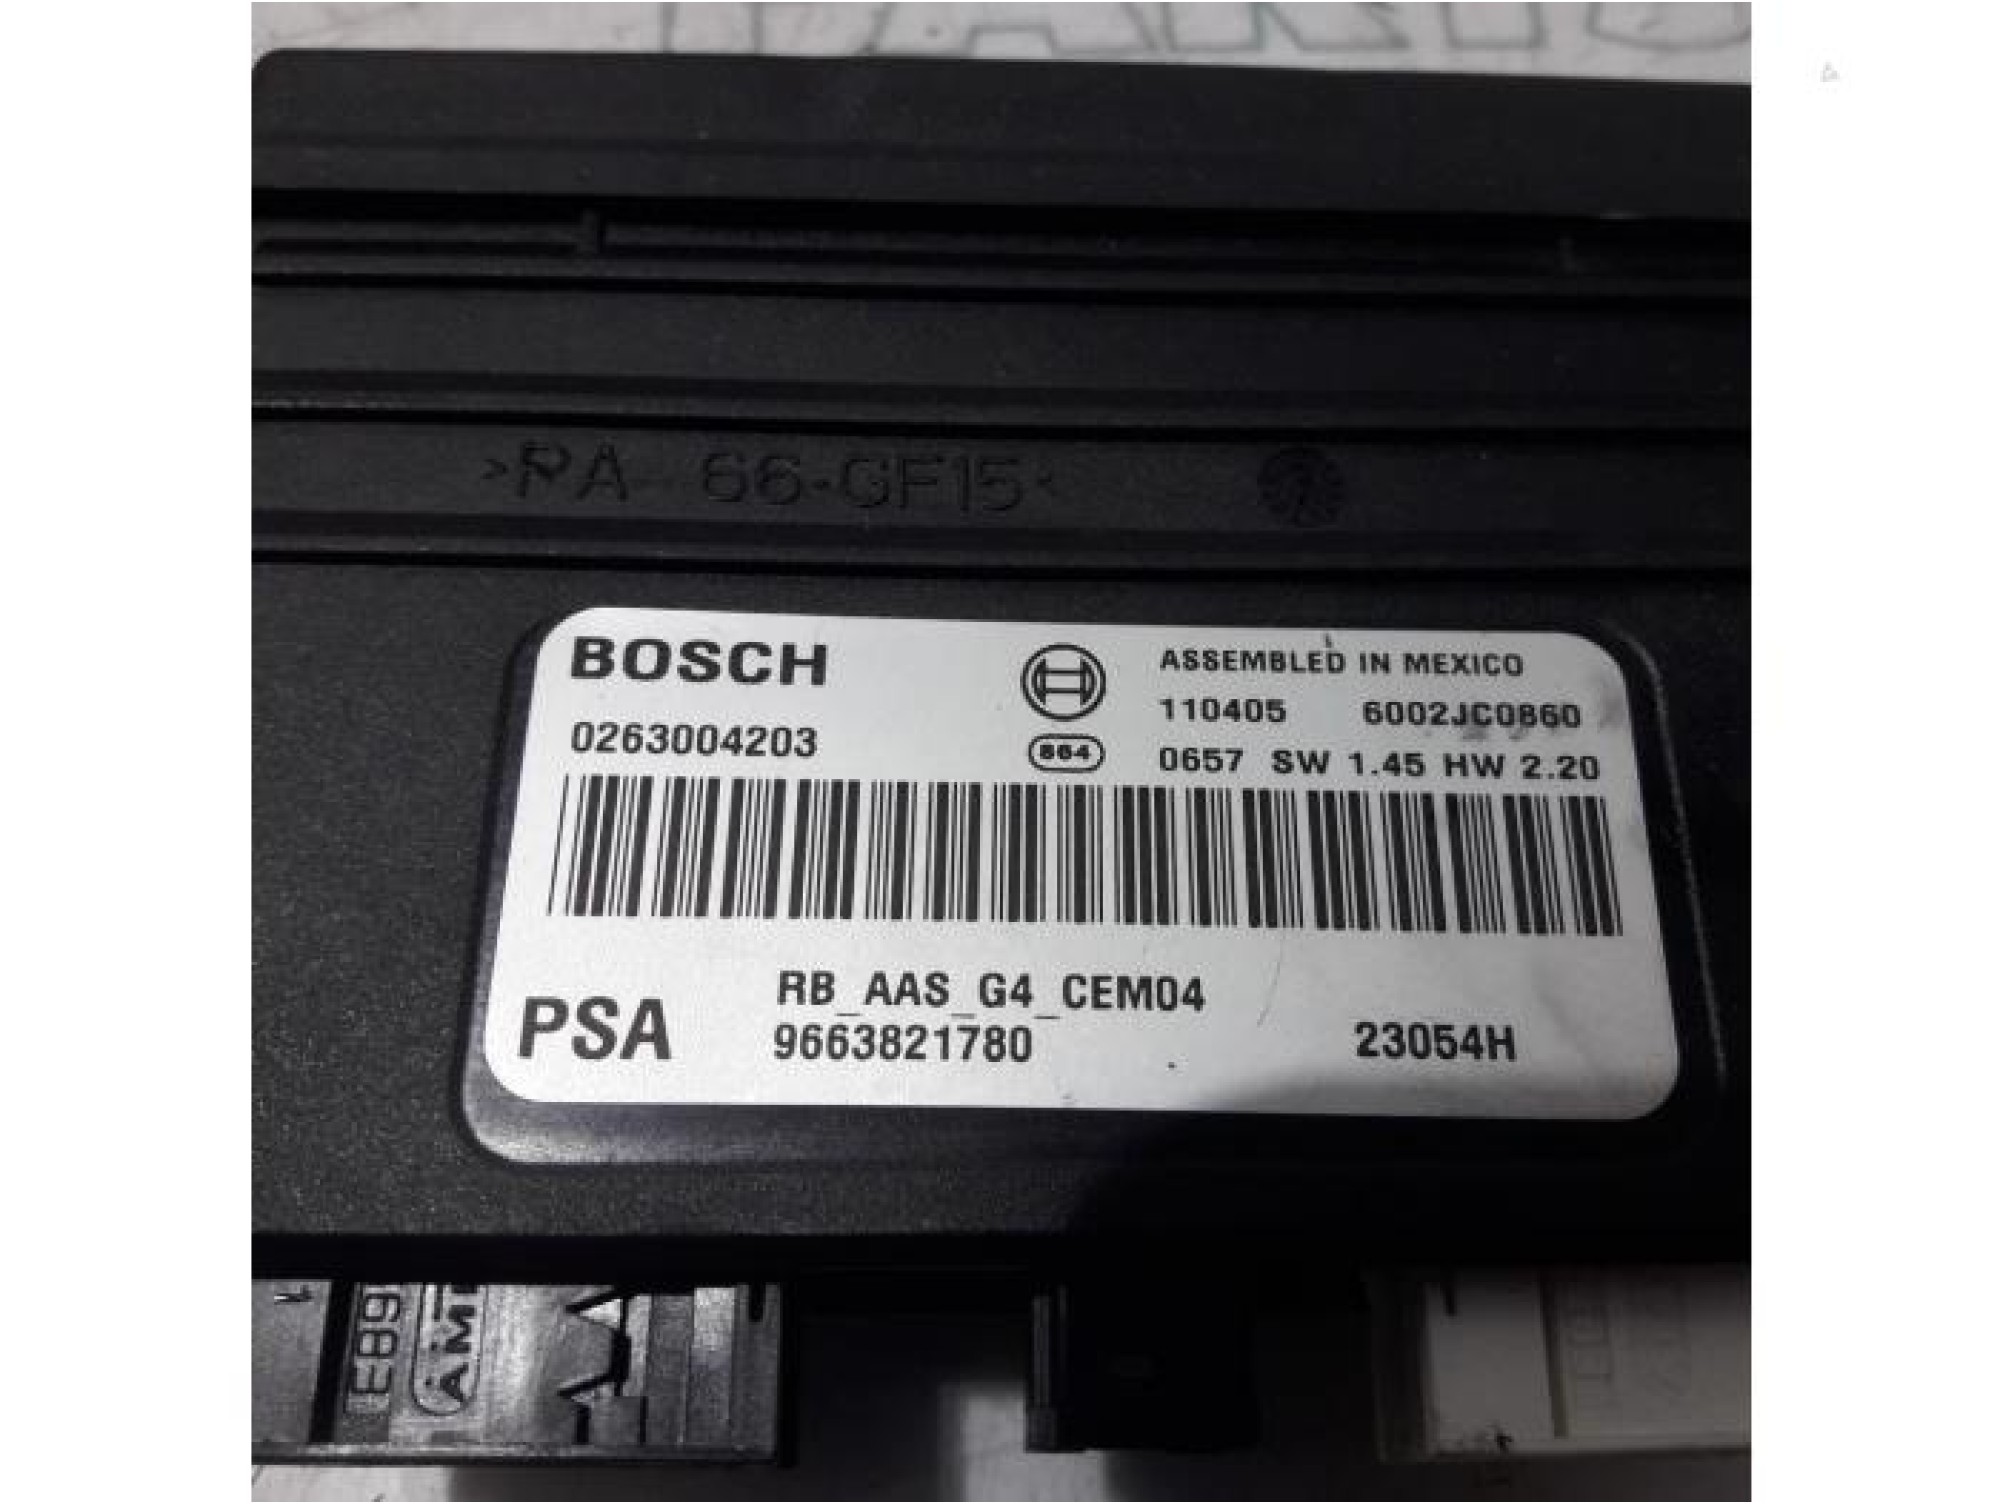 >PA 66-GF15<
BOSCH
ASSEMBLED IN MEXICO
0263004203
110405 6002JC0860
864
0657 SW 1.45 HW 2.20
RB_AAS_G4_CEM04
PSA 9663821780 23054H